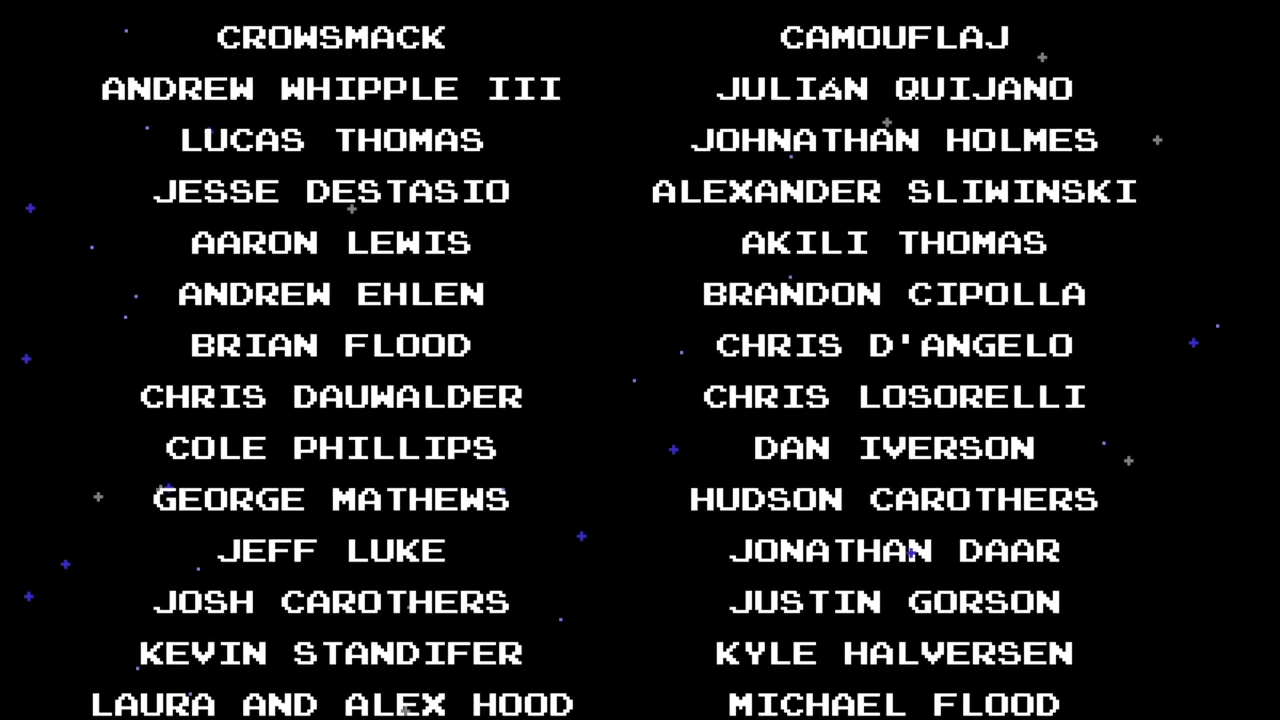 CROWSMACK
ANDREW WHIPPLE III
LUCAS THOMAS
JESSE DESTASIO
AARON LEWIS
ANDREW EHLEN
BRIAN FLOOD
CHRIS DAUWALDER
COLE PHILLIPS
GEORGE MATHEWS
JEFF LUKE
JOSH CAROTHERS
KEVIN STANDIFER
LAURA AND ALEX HOOD
CAMOUFLAJ
JULIáN QUIJANO
JOHNATHAN HOLMES
ALEXANDER SLIWINSKI
AKILI THOMAS
BRANDON CIPOLLA
CHRIS D'ANGELO
CHRIS LOSORELLI
DAN IVERSON
HUDSON CAROTHERS
JONATHAN DAAR
JUSTIN GORSON
KYLE HALVERSEN
MICHAEL FLOOD